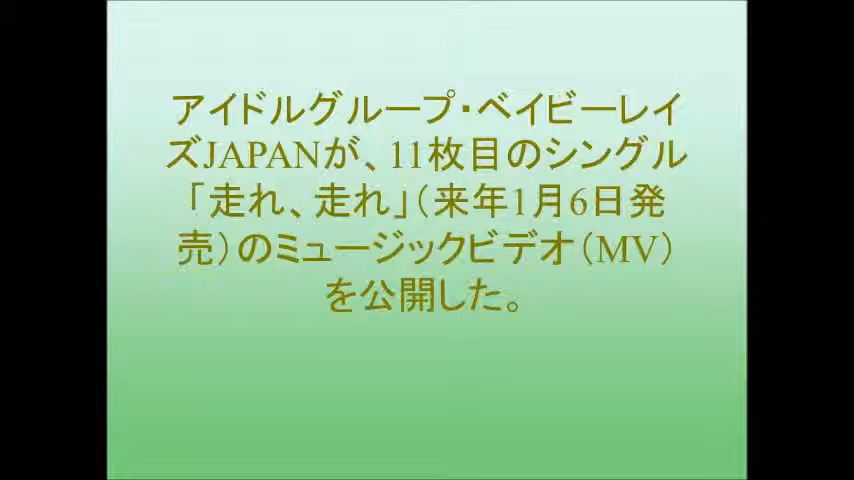 アイドルグループ・ベイビーレイ
ズJAPANが、11枚目のシングル
「走れ、走れ」（来年1月6日発
売）のミュージックビデオ（MV）
を公開した。